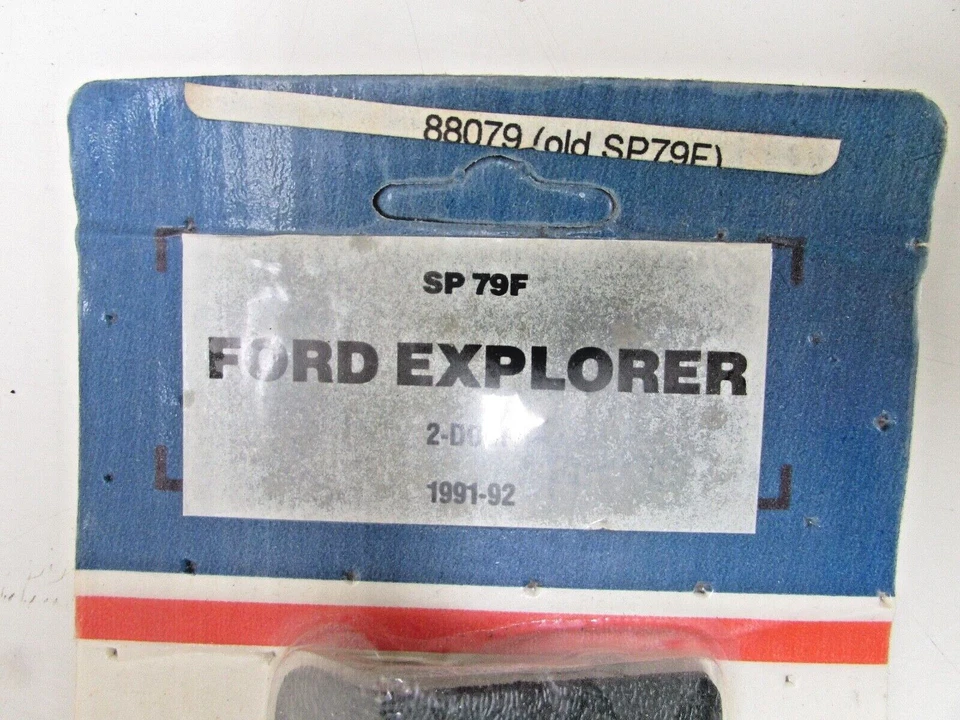 88079 (old SP79F)
SP 79F
FORD EXPLORER
1991-92